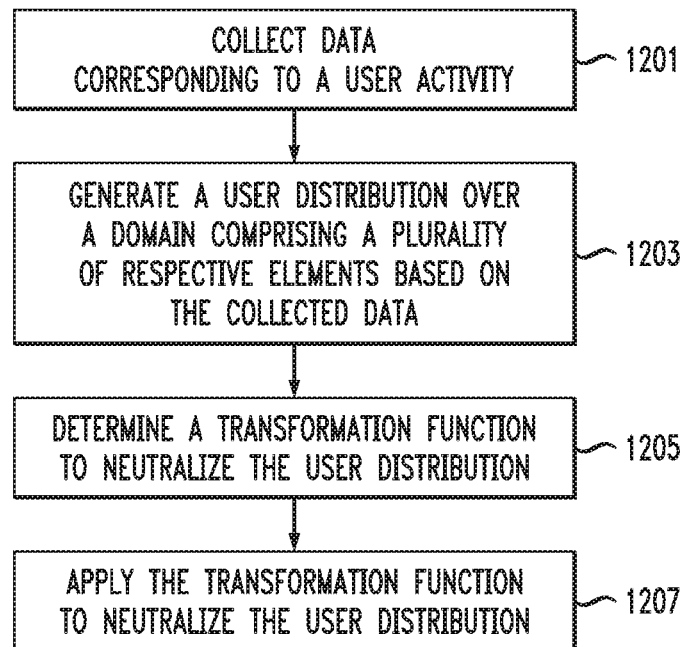 COLLECT DATA
CORRESPONDING TO A USER ACTIVITY
1201
GENERATE A USER DISTRIBUTION OVER
A DOMAIN COMPRISING A PLURALITY
OF RESPECTIVE ELEMENTS BASED ON
THE COLLECTED DATA
1203
DETERMINE A TRANSFORMATION FUNCTION
TO NEUTRALIZE THE USER DISTRIBUTION
1205
APPLY THE TRANSFORMATION FUNCTION
TO NEUTRALIZE THE USER DISTRIBUTION
1207